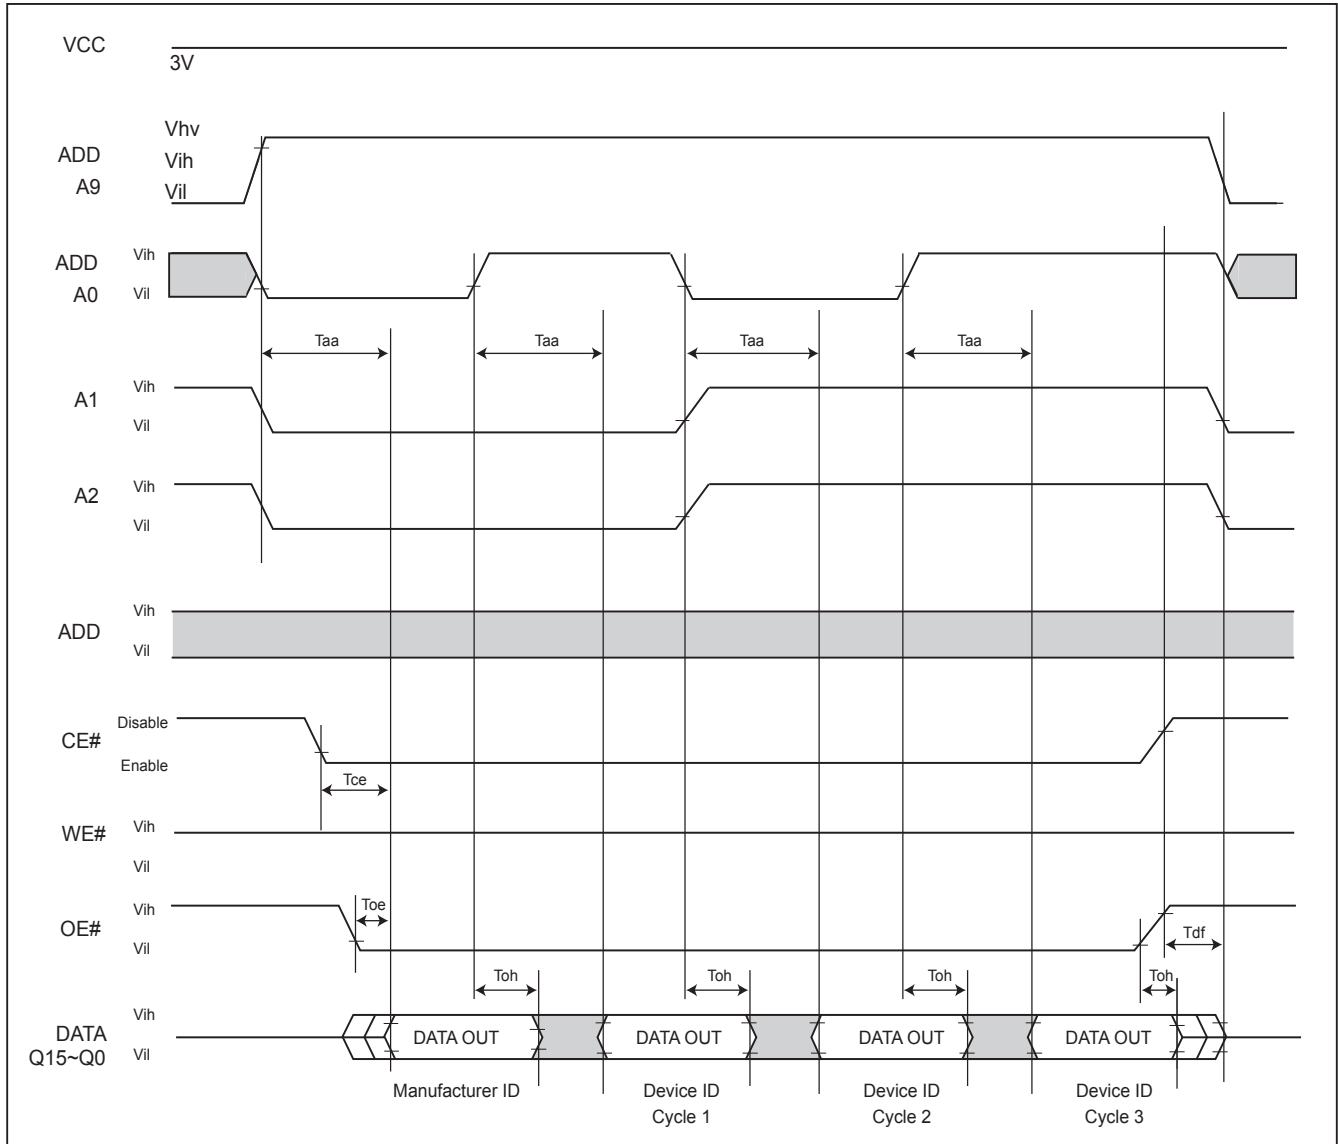 VCC
3V
ADD
A9
Vhv
Vih
Vil
ADD
A0
Vih
Vil
Taa
Taa
Taa
Taa
A1
Vih
Vil
A2
Vih
Vil
ADD
Vih
Vil
CE#
Disable
Enable
Tce
WE#
Vih
Vil
OE#
Vih
Vil
Toe
Tdf
Toh
Toh
Toh
Toh
DATA
Q15~Q0
Vih
Vil
DATA OUT
DATA OUT
DATA OUT
DATA OUT
Manufacturer ID
Device ID
Cycle 1
Device ID
Cycle 2
Device ID
Cycle 3